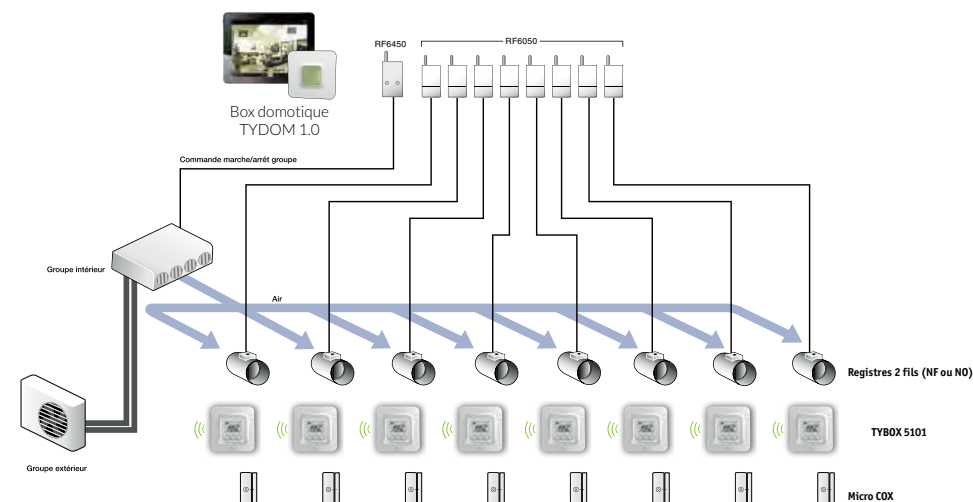 RF6450
RF6050
Box domotique
TYDOM 1.0
Commande marche/arrêt groupe
Groupe intérieur
Air
Registres 2 fils (NF ou NO)
TYBOX 5101
Groupe extérieur
Micro COX